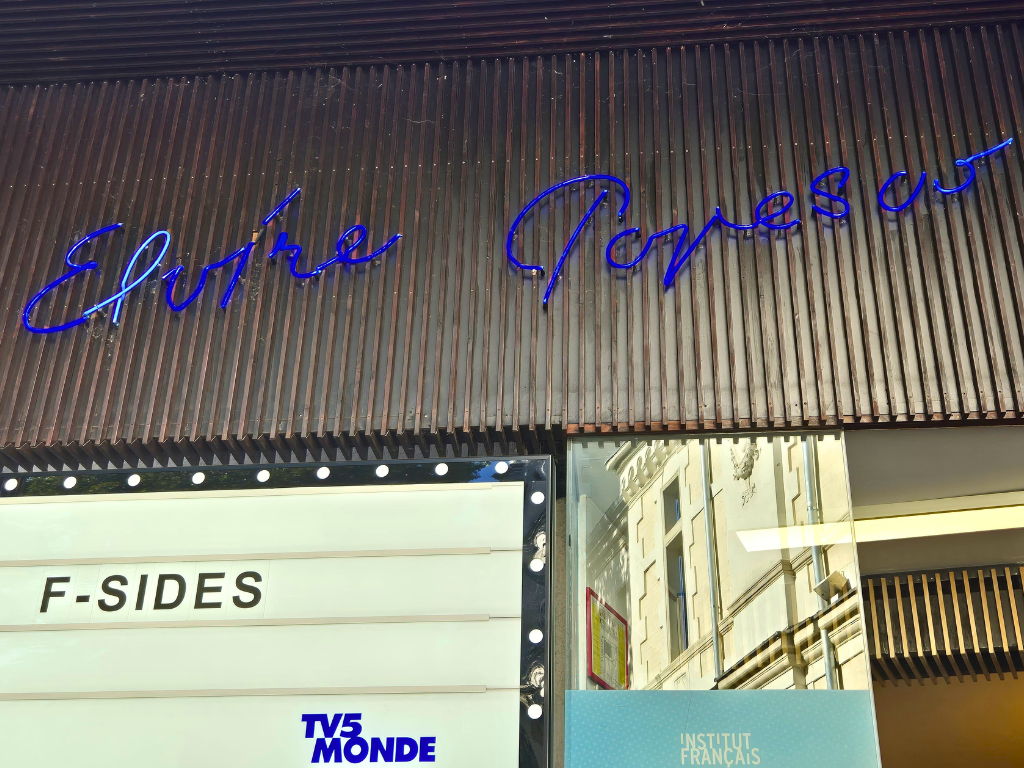 Elvire Popesco
F-SIDES
TV5
MONDE
INSTITUT
FRANÇAIS